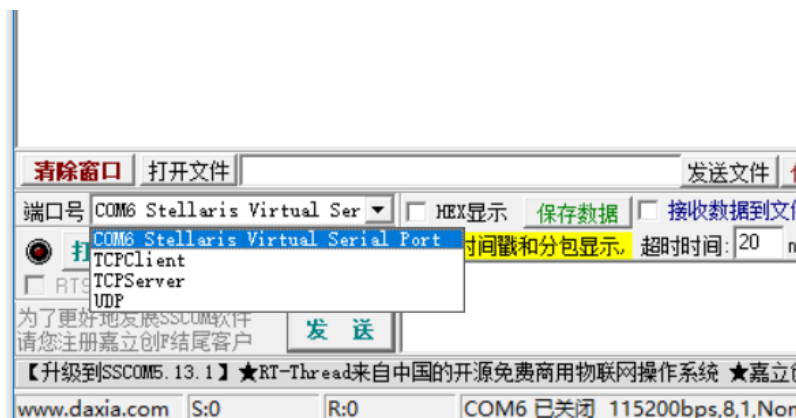 清除窗口 打开文件 发送文件
端口号 COM6 Stellaris Virtual Ser HEX显示 保存数据 接收数据到文件
COM6 Stellaris Virtual Serial Port
打 时间戳和分包显示, 超时时间: 20
TCPClient
TCPServer
RTS
UDP
为了更好地发展SSCOM软件
请您注册嘉立创F结尾客户
发 送
【升级到SSCOM5.13.1】★RT-Thread来自中国的开源免费商用物联网操作系统 ★嘉立创
www.daxia.com S:0 R:0 COM6 已关闭 115200bps,8,1,Non